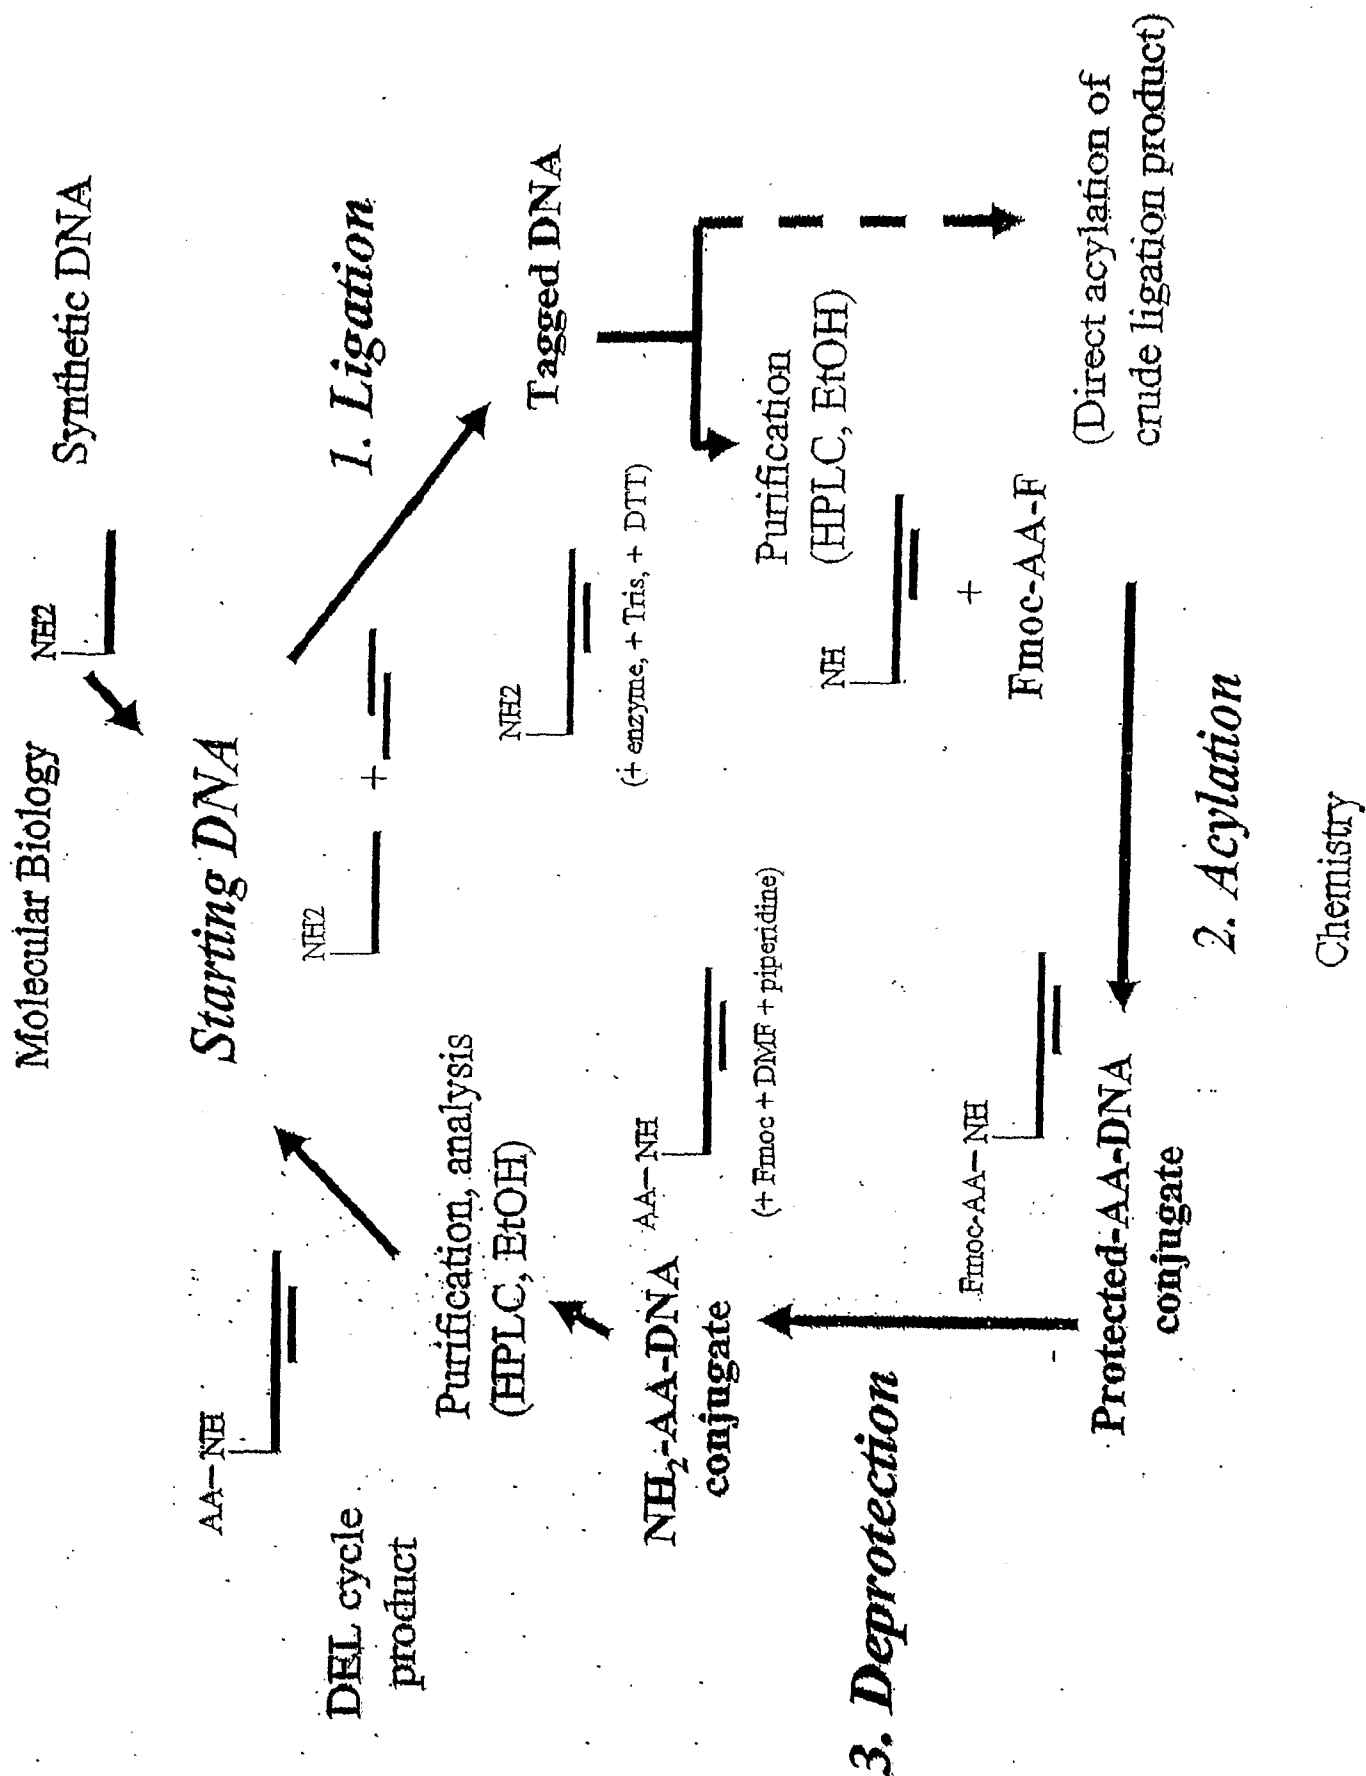 Molecular Biology
NH2
Synthetic DNA
Starting DNA
NH2
+
1. Ligation
Tagged DNA
NH2
(+ enzyme, + Tris, + DTT)
Purification
(HPLC, EtOH)
NH
+
Fmoc-AA-F
(Direct acylation of
crude ligation product)
2. Acylation
Chemistry
Fmoc-AA-NH
Protected-AA-DNA
conjugate
3. Deprotection
NH2-AA-DNA
conjugate
AA-NH
(+ Fmoc + DMF + piperidine)
Purification, analysis
(HPLC, EtOH)
AA-NH
DEL cycle
product